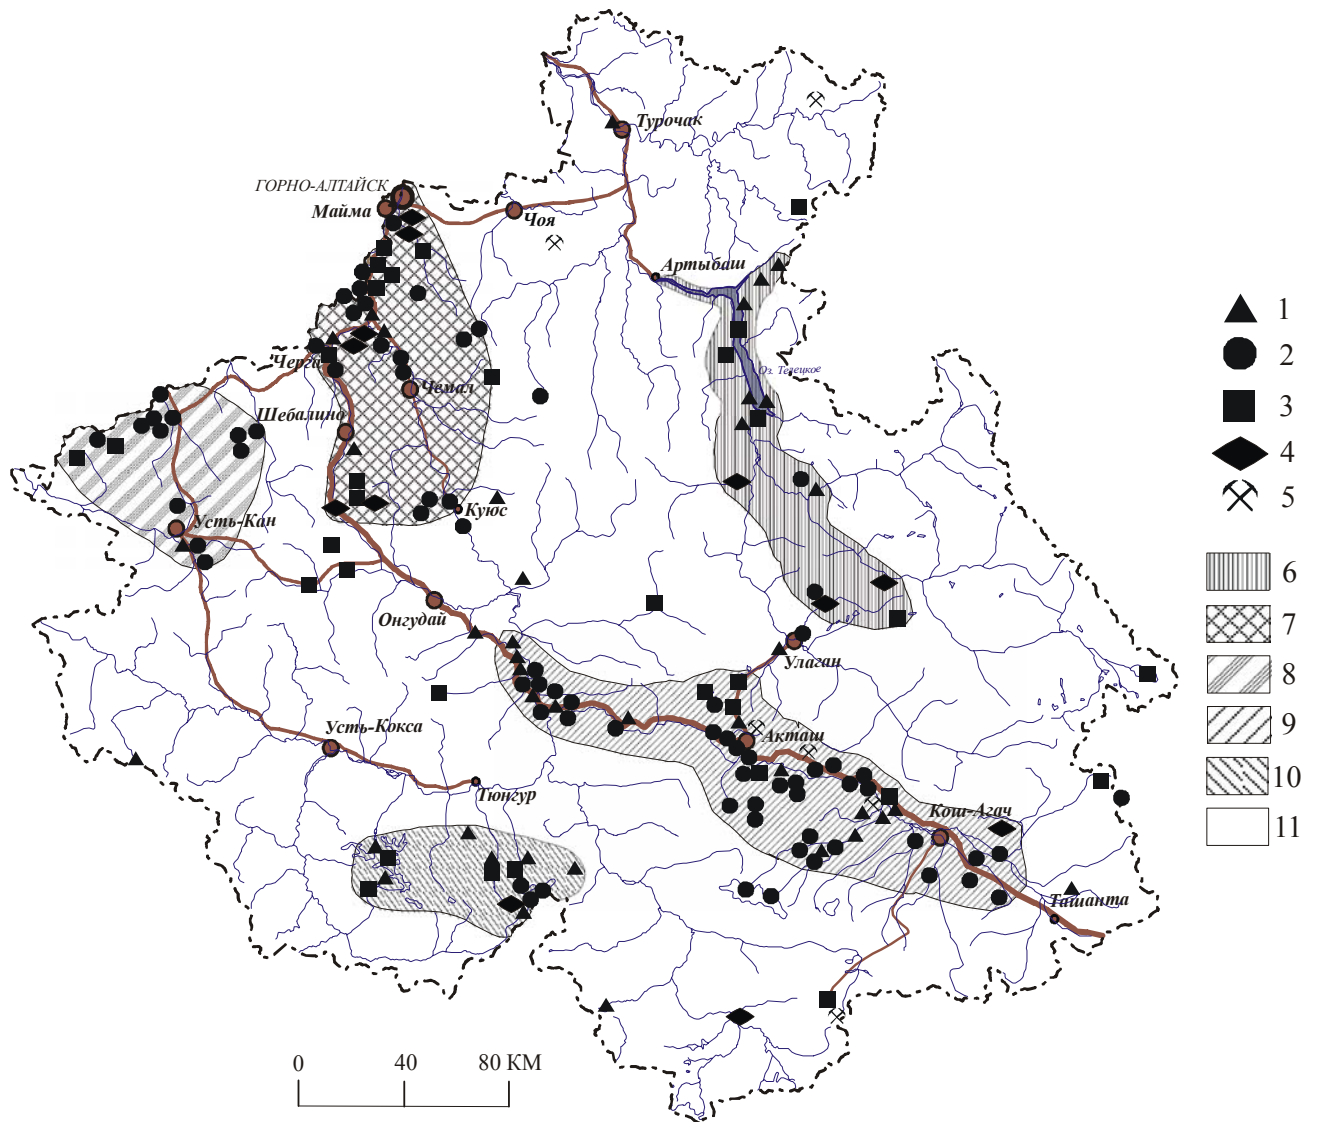 Турочак
ГОРНО-АЛТАЙСК
Майма
Чоя
Артыбаш
Оз. Телецкое
Черга
Чемал
Шебалино
Куюс
Усть-Кан
Онгудай
Улаган
Усть-Кокса
Акташ
Тюнгур
Кош-Агач
Ташанта
1
2
3
4
5
6
7
8
9
10
11
0 40 80 КМ